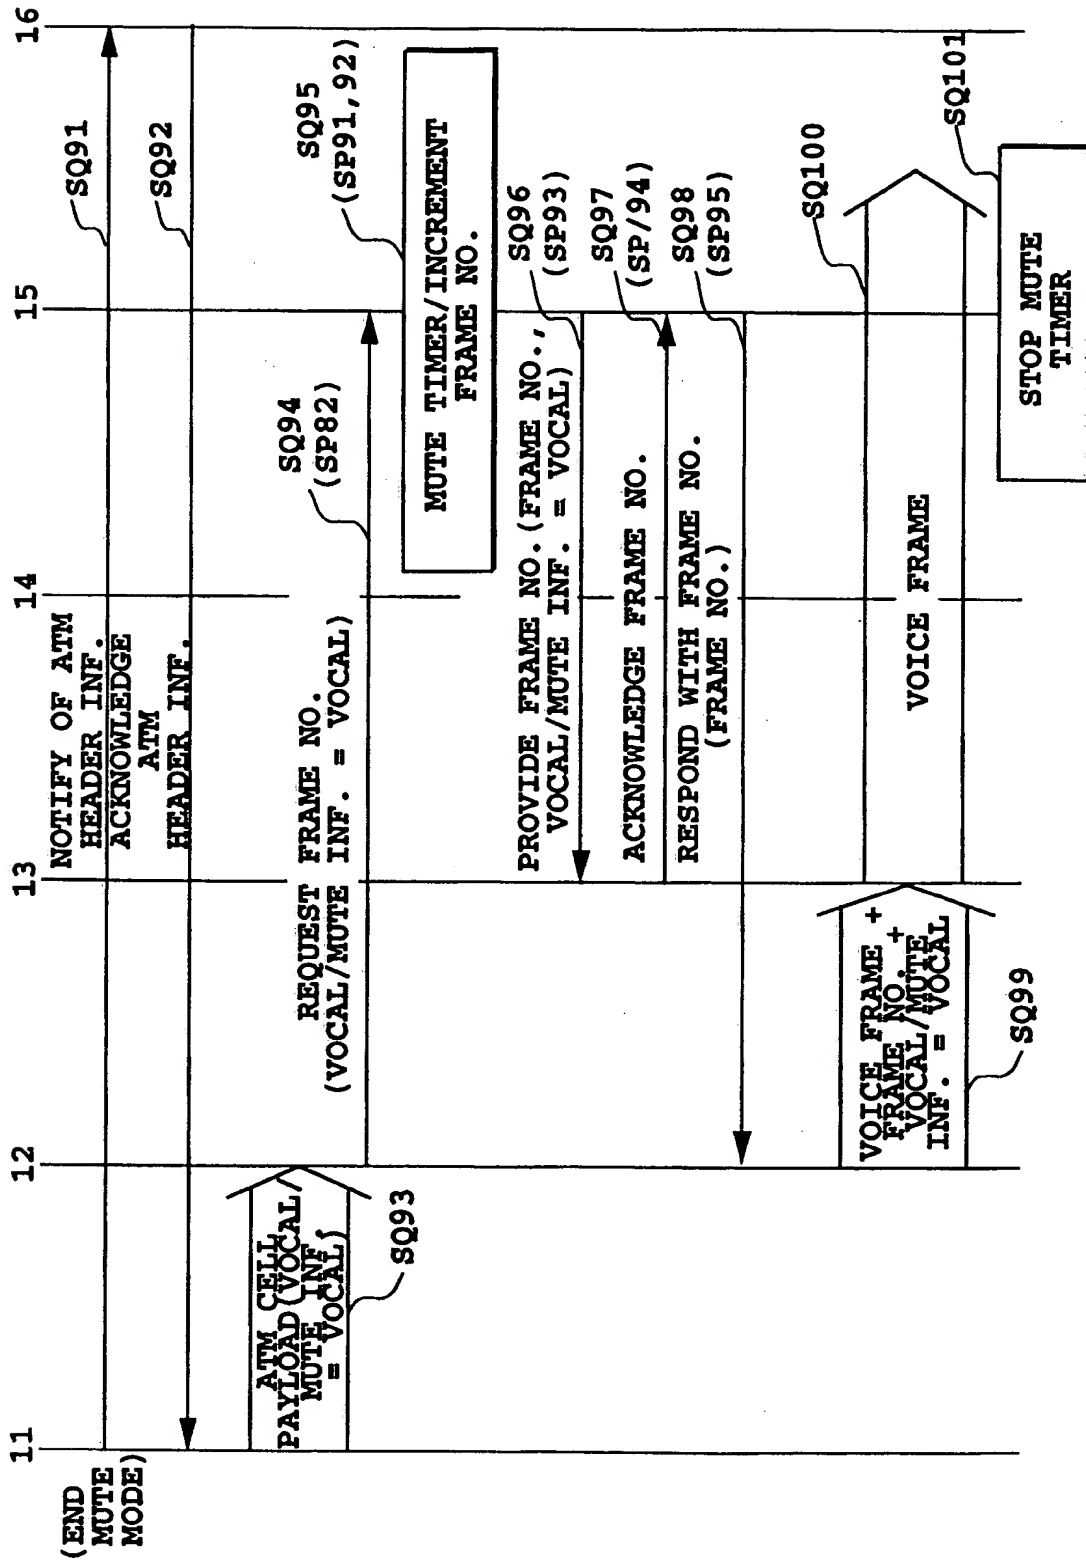 11
12
13
14
15
16
(END
MUTE
MODE)
NOTIFY OF ATM
HEADER INF.
SQ91
ACKNOWLEDGE
ATM
HEADER INF.
SQ92
ATM CELL
PAYLOAD(VOCAL/
MUTE INF.
= VOCAL)
SQ93
REQUEST FRAME NO.
(VOCAL/MUTE INF. = VOCAL)
SQ94
(SP82)
SQ95
(SP91,92)
MUTE TIMER/INCREMENT
FRAME NO.
PROVIDE FRAME NO.(FRAME NO.,
VOCAL/MUTE INF. = VOCAL)
SQ96
(SP93)
ACKNOWLEDGE FRAME NO.
SQ97
(SP/94)
RESPOND WITH FRAME NO.
(FRAME NO.)
SQ98
(SP95)
VOICE FRAME +
FRAME NO. +
VOCAL/MUTE
INF. = VOCAL
SQ99
VOICE FRAME
SQ100
STOP MUTE
TIMER
SQ101